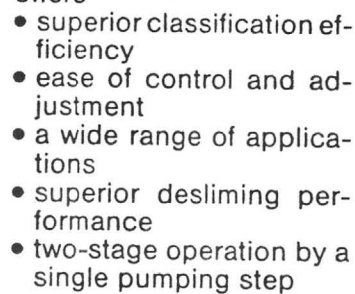 • superior classification ef-
ficiency
• ease of control and ad-
justment
• a wide range of applica-
tions
• superior desliming per-
formance
• two-stage operation by a
single pumping step